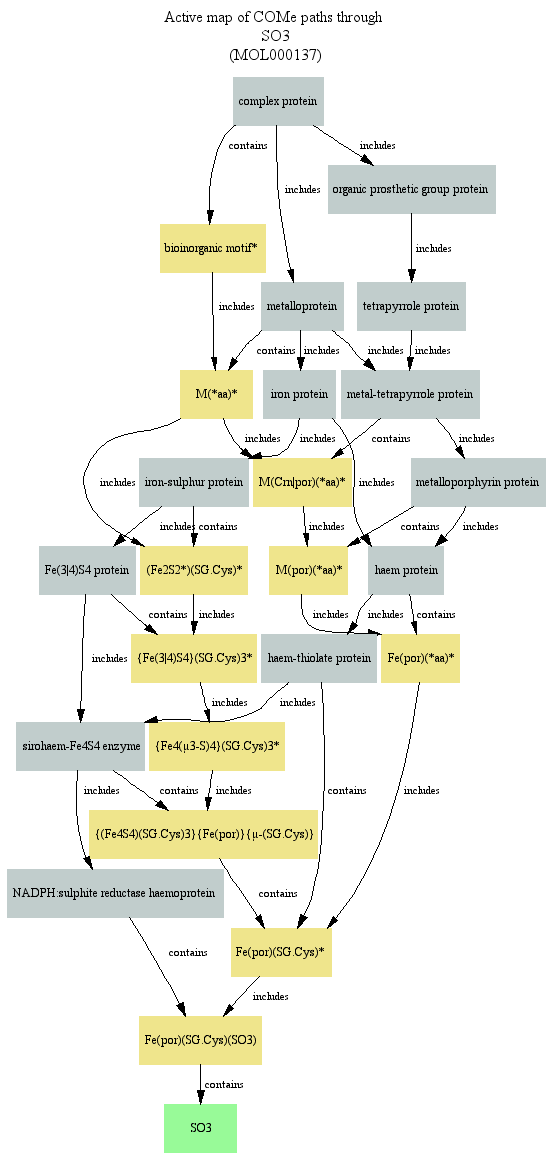 Active map of COMe paths through
SO3
(MOL000137)
complex protein
contains
includes
includes
organic prosthetic group protein
includes
bioinorganic motif*
includes
metalloprotein
tetrapyrrole protein
contains
includes
includes
includes
M(*aa)*
iron protein
metal-tetrapyrrole protein
includes
includes
contains
includes
iron-sulphur protein
M(Crn|por)(*aa)*
metalloporphyrin protein
includes
includes
includes
contains
includes
includes
contains
includes
Fe(3|4)S4 protein
(Fe2S2*)(SG.Cys)*
M(por)(*aa)*
haem protein
contains
includes
includes
includes
contains
includes
{Fe(3|4)S4}(SG.Cys)3*
haem-thiolate protein
Fe(por)(*aa)*
includes
includes
sirohaem-Fe4S4 enzyme
{Fe4(μ3-S)4}(SG.Cys)3*
includes
contains
includes
contains
includes
{(Fe4S4)(SG.Cys)3}{Fe(por)}{μ-(SG.Cys)}
NADPH:sulphite reductase haemoprotein
contains
contains
Fe(por)(SG.Cys)*
includes
Fe(por)(SG.Cys)(SO3)
contains
SO3